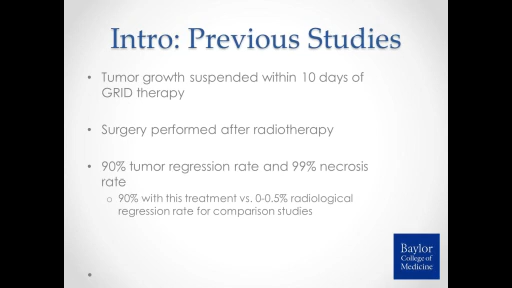 Intro: Previous Studies
• Tumor growth suspended within 10 days of
GRID therapy
• Surgery performed after radiotherapy
• 90% tumor regression rate and 99% necrosis
rate
o 90% with this treatment vs. 0-0.5% radiological
regression rate for comparison studies
•
Baylor
College of
Medicine